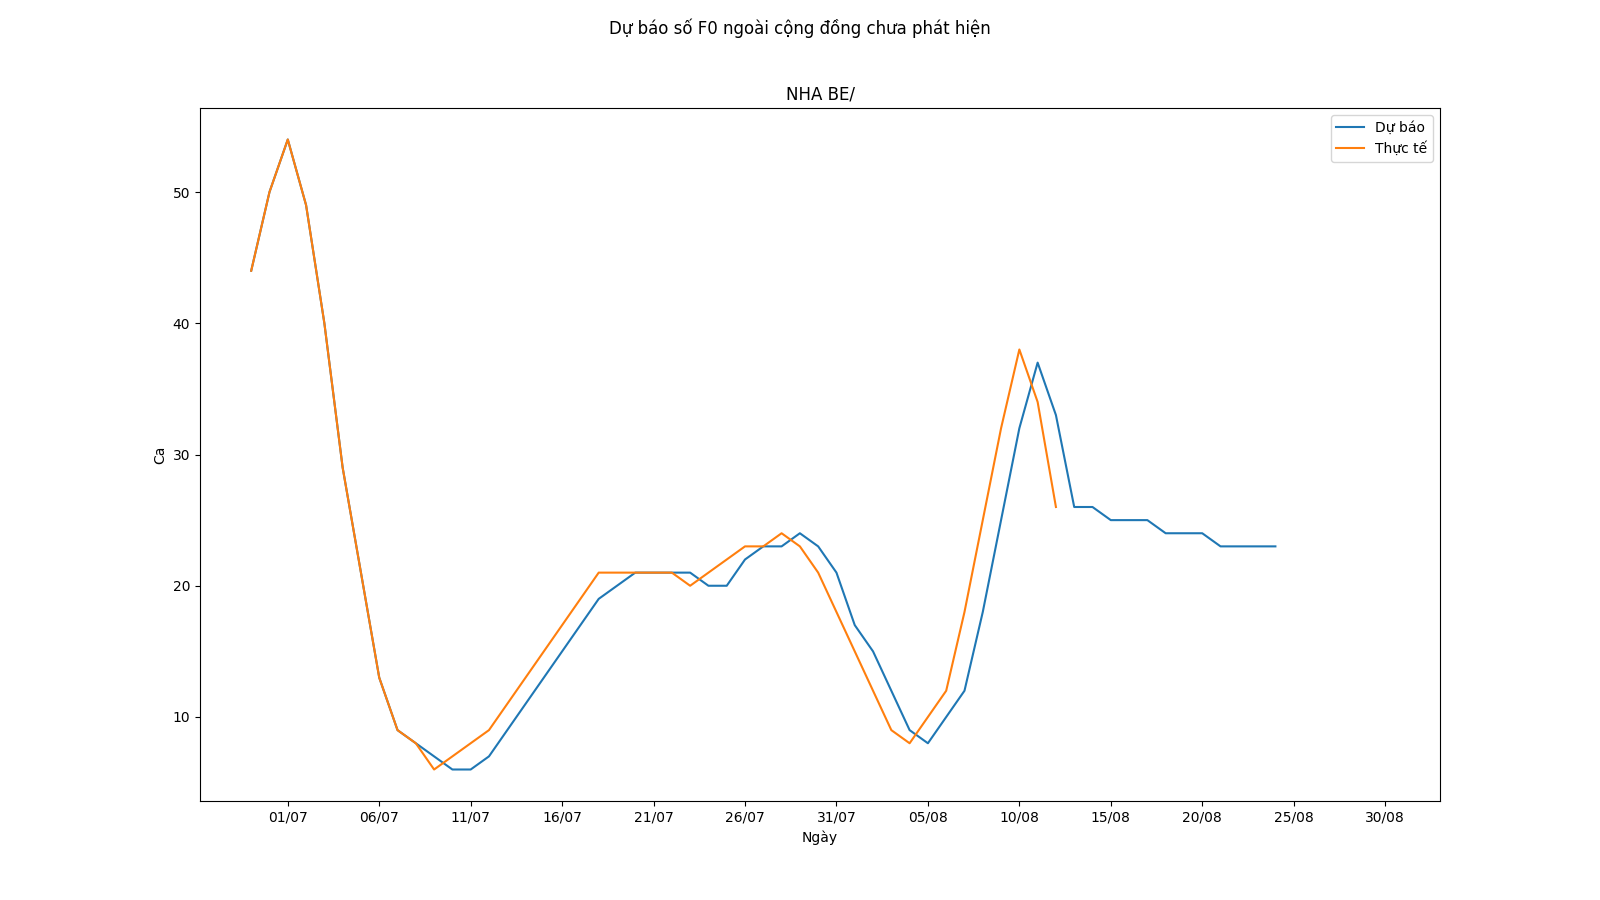 Dự báo số F0 ngoài cộng đồng chưa phát hiện
NHA BE/
Dự báo
Thực tế
50
40
30
20
10
Ca
01/07 06/07 11/07 16/07 21/07 26/07 31/07 05/08 10/08 15/08 20/08 25/08 30/08
Ngày